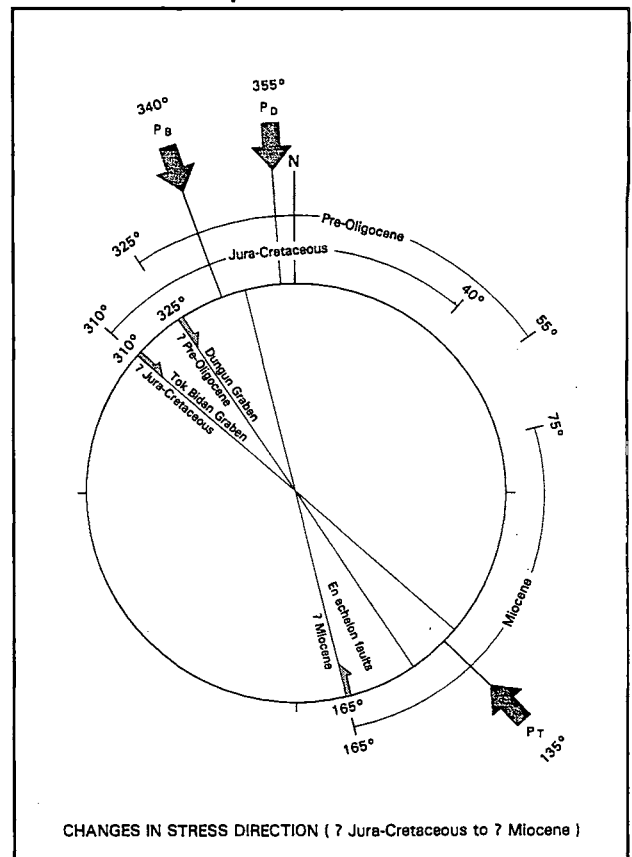 355°
P D
340°
P B
N
Pre-Oligocene
325°
Jura-Cretaceous
40°
310°
55°
325°
310°
Dungun Graben
? Pre-Oligocene
Tok Bidan Graben
? Jura-Cretaceous
75°
Miocene
En echelon faults
? Miocene
165°
165°
P T
135°
CHANGES IN STRESS DIRECTION ( ? Jura-Cretaceous to ? Miocene )